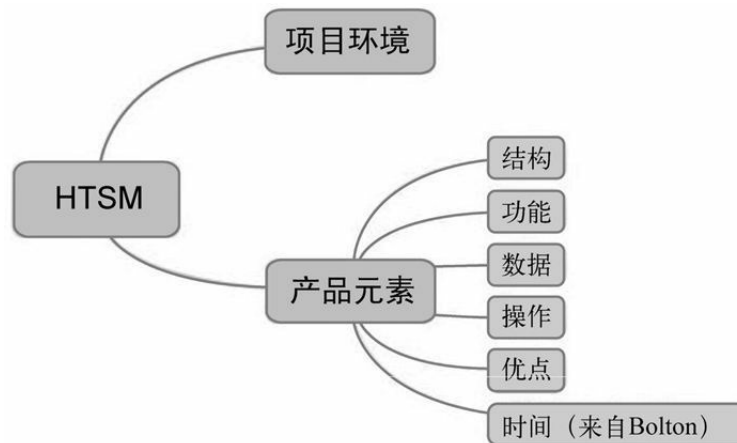 项目环境
HTSM
结构
功能
数据
产品元素
操作
优点
时间（来自Bolton）